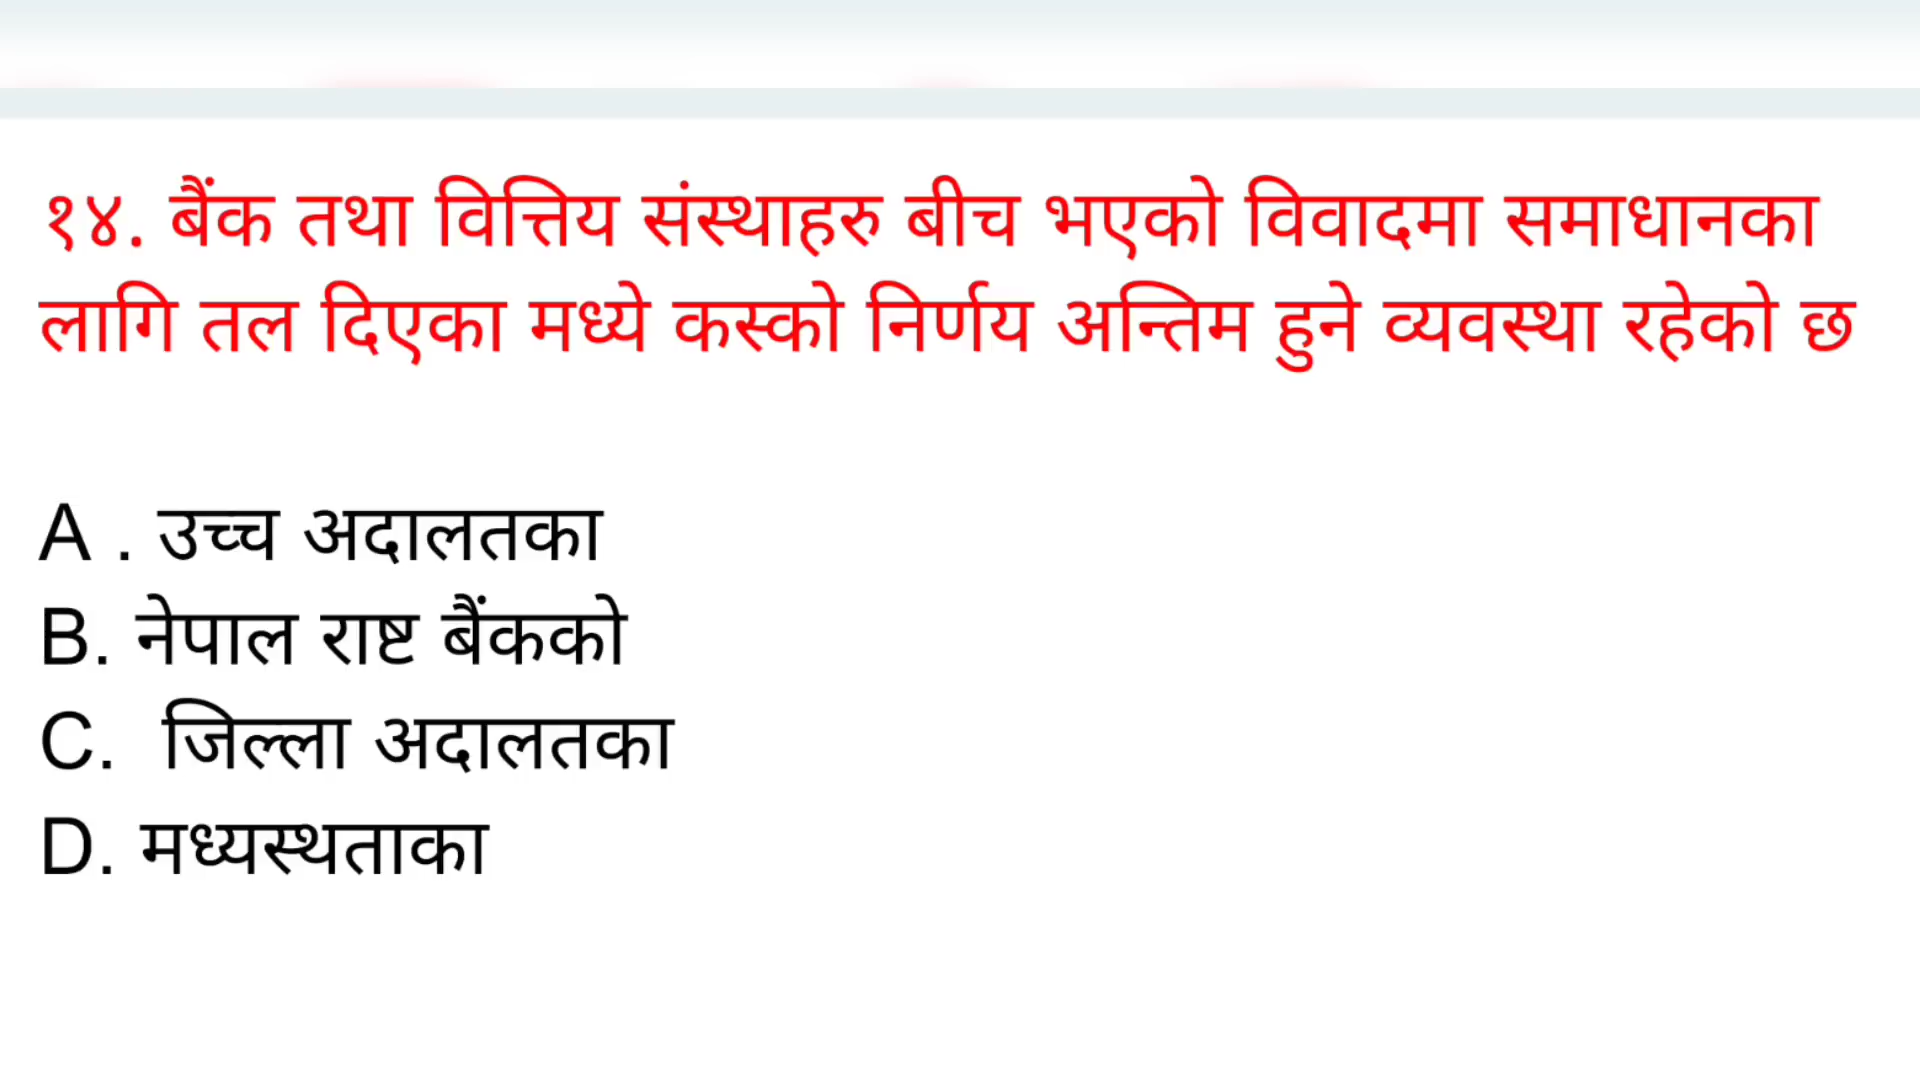 १४. बैंक तथा वित्तिय संस्थाहरु बीच भएको विवादमा समाधानका
लागि तल दिएका मध्ये कस्को निर्णय अन्तिम हुने व्यवस्था रहेको छ
A . उच्च अदालतका
B. नेपाल राष्ट बैंकको
C. जिल्ला अदालतका
D. मध्यस्थताका